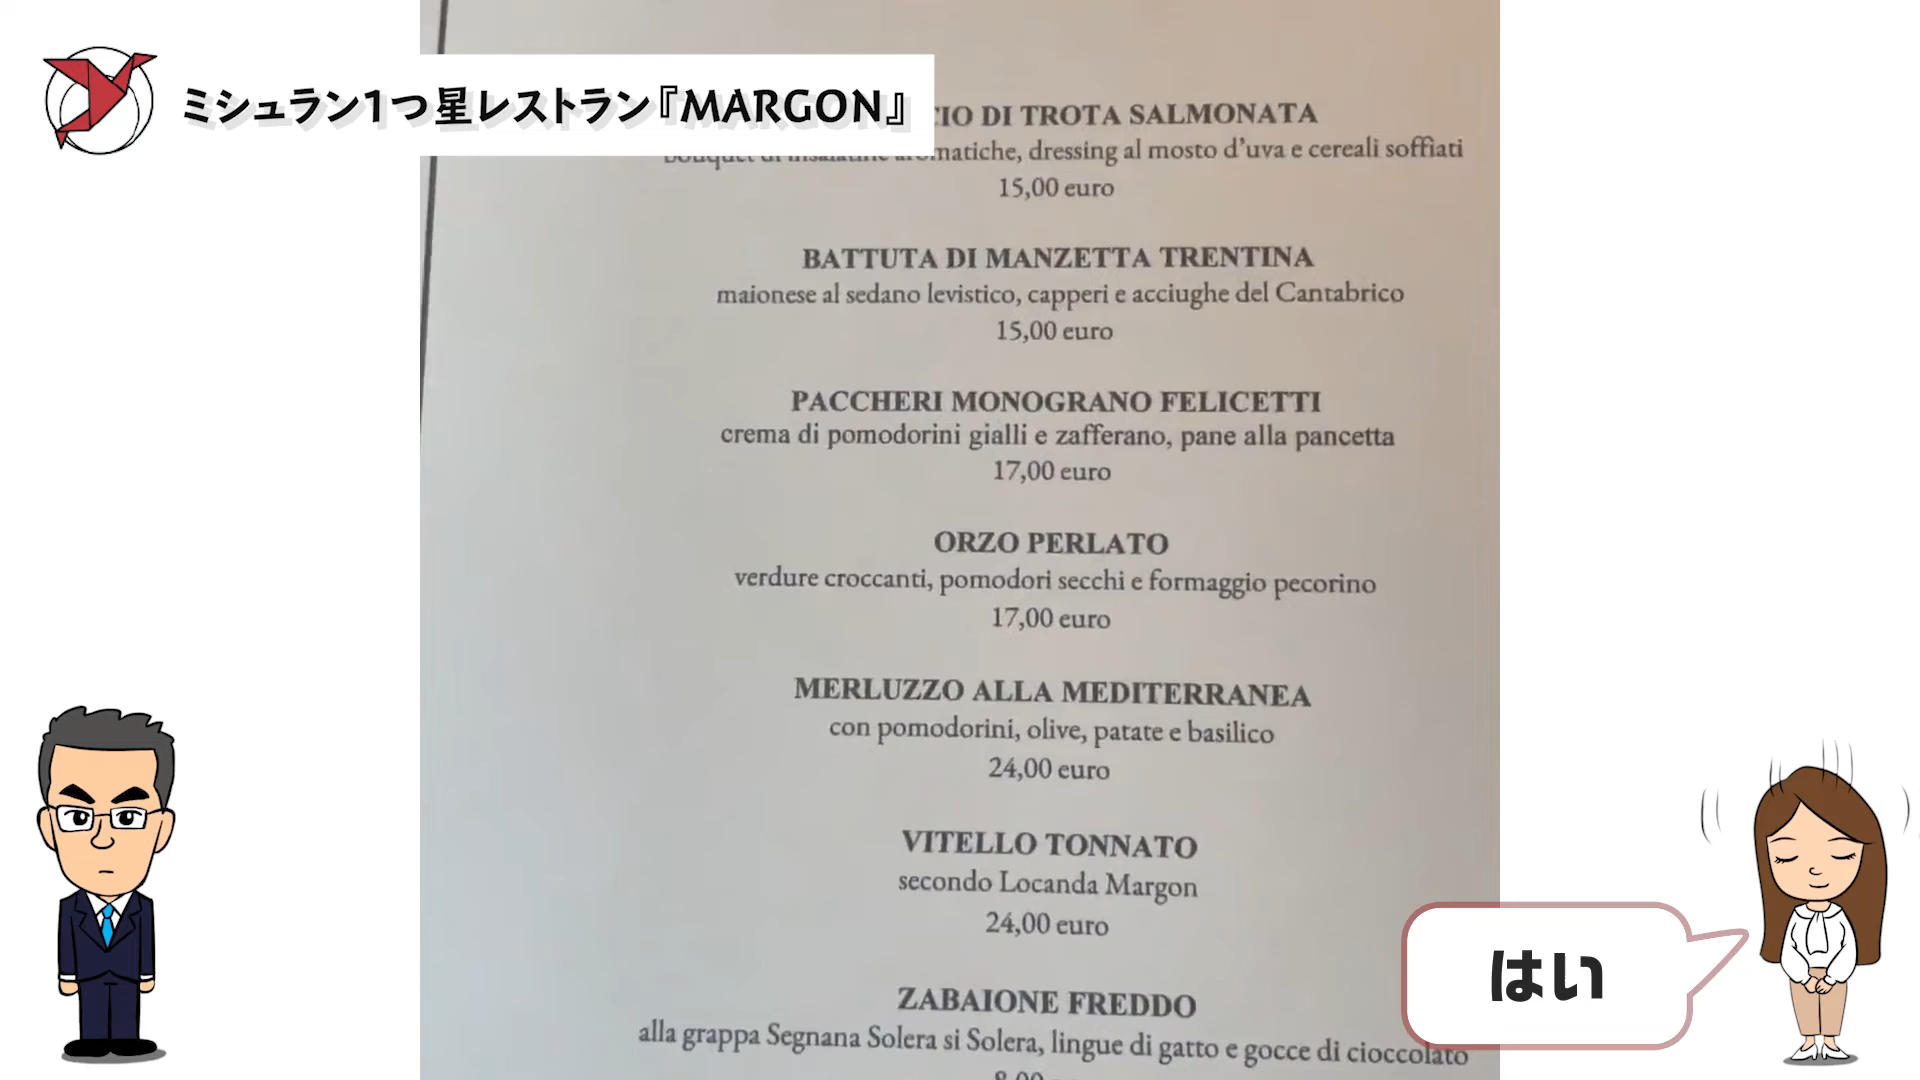 ミシュラン1つ星レストラン『MARGON』
DI TROTA SALMONATA
dressing al mosto d’uva e cereali soffiati
15,00 euro
BATTUTA DI MANZETTA TRENTINA
maionese al sedano levistico, capperi e acciughe del Cantabrico
15,00 euro
PACCHERI MONOGRANO FELICETTI
crema di pomodorini gialli e zafferano, pane alla pancetta
17,00 euro
ORZO PERLATO
verdure croccanti, pomodori secchi e formaggio pecorino
17,00 euro
MERLUZZO ALLA MEDITERRANEA
con pomodorini, olive, patate e basilico
24,00 euro
VITELLO TONNATO
secondo Locanda Margon
24,00 euro
ZABAIONE FREDDO
alla grappa Segnana Solera si Solera, lingue di gatto e gocce di cioccolato
はい